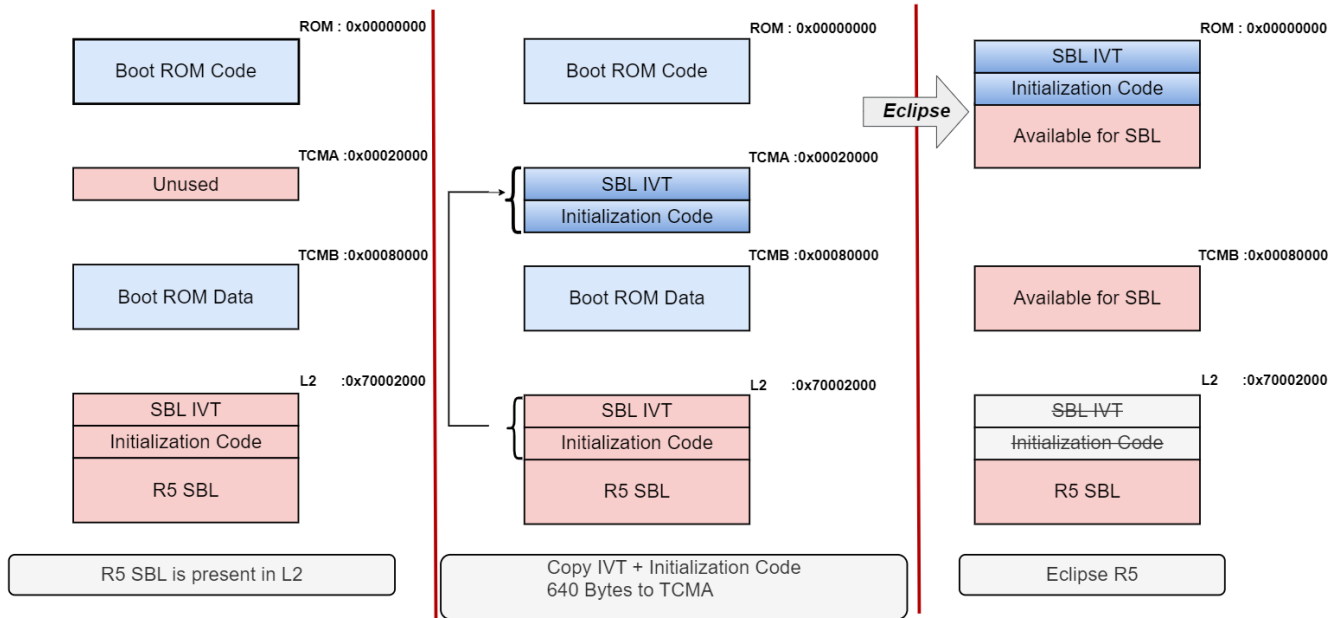 ROM : 0x00000000
Boot ROM Code
TCMA :0x00020000
Unused
TCMB :0x00080000
Boot ROM Data
L2 :0x70002000
SBL IVT
Initialization Code
R5 SBL
R5 SBL is present in L2
ROM : 0x00000000
Boot ROM Code
TCMA :0x00020000
SBL IVT
Initialization Code
TCMB :0x00080000
Boot ROM Data
L2 :0x70002000
SBL IVT
Initialization Code
R5 SBL
Copy IVT + Initialization Code
640 Bytes to TCMA
Eclipse
ROM : 0x00000000
SBL IVT
Initialization Code
Available for SBL
TCMB :0x00080000
Available for SBL
L2 :0x70002000
SBL IVT
Initialization Code
R5 SBL
Eclipse R5